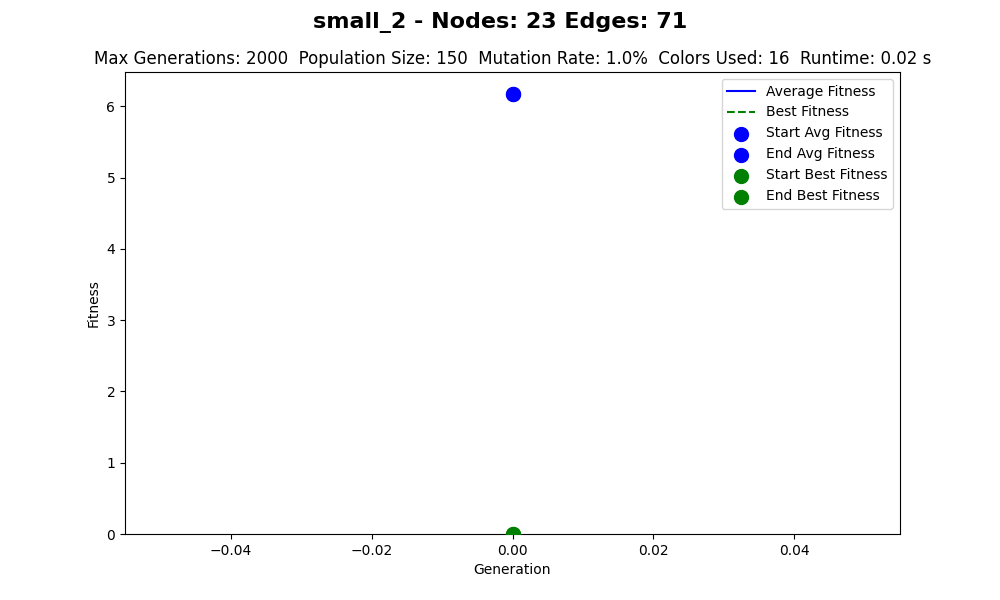 small_2 - Nodes: 23 Edges: 71
Max Generations: 2000  Population Size: 150  Mutation Rate: 1.0%  Colors Used: 16  Runtime: 0.02 s
Average Fitness
Best Fitness
Start Avg Fitness
End Avg Fitness
Start Best Fitness
End Best Fitness
6
5
4
3
2
1
0
Fitness
−0.04
−0.02
0.00
0.02
0.04
Generation